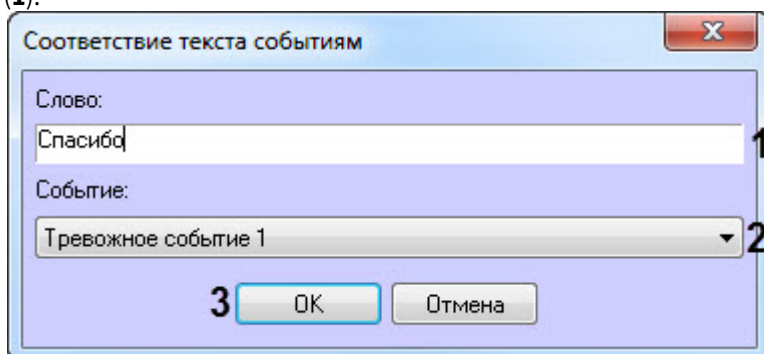 (1).
Соответствие текста событиям
Слово:
Спасибо
1
Событие:
Тревожное событие 1
2
3 OK Отмена